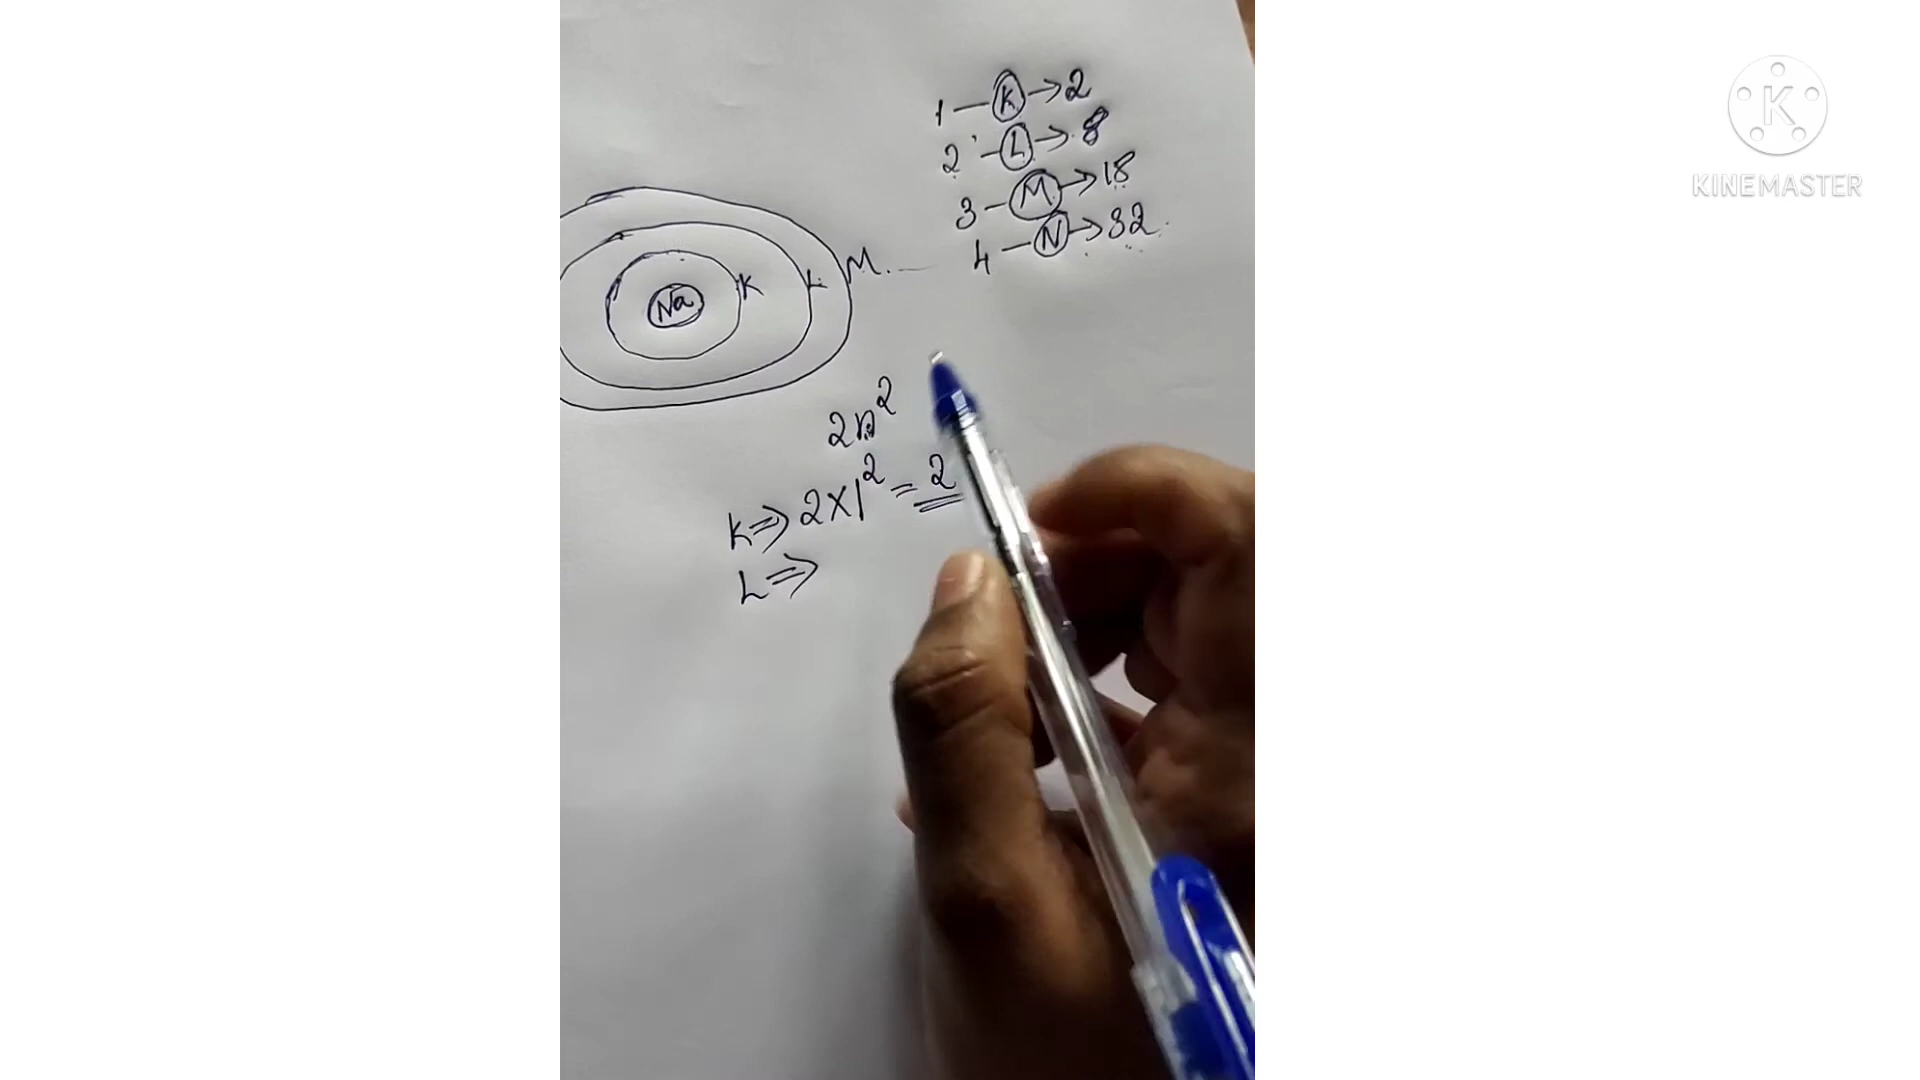 1 — K → 2
2 — L → 8
3 — M → 18
4 — N → 32
Na K L M
2n²
K ⇒ 2×1² = 2
L ⇒
K
KINEMASTER